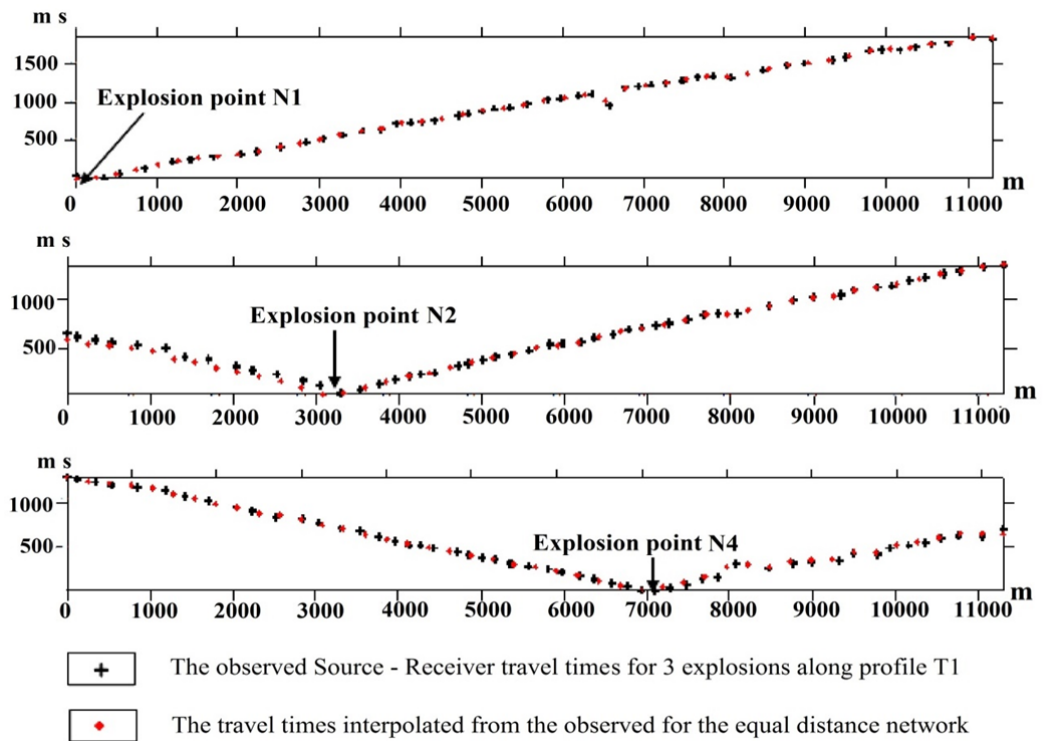 m s
1500
1000
500
Explosion point N1
0 1000 2000 3000 4000 5000 6000 7000 8000 9000 10000 11000 m
m s
1000
500
Explosion point N2
0 1000 2000 3000 4000 5000 6000 7000 8000 9000 10000 11000 m
m s
1000
500
Explosion point N4
0 1000 2000 3000 4000 5000 6000 7000 8000 9000 10000 11000 m
The observed Source - Receiver travel times for 3 explosions along profile T1
The travel times interpolated from the observed for the equal distance network